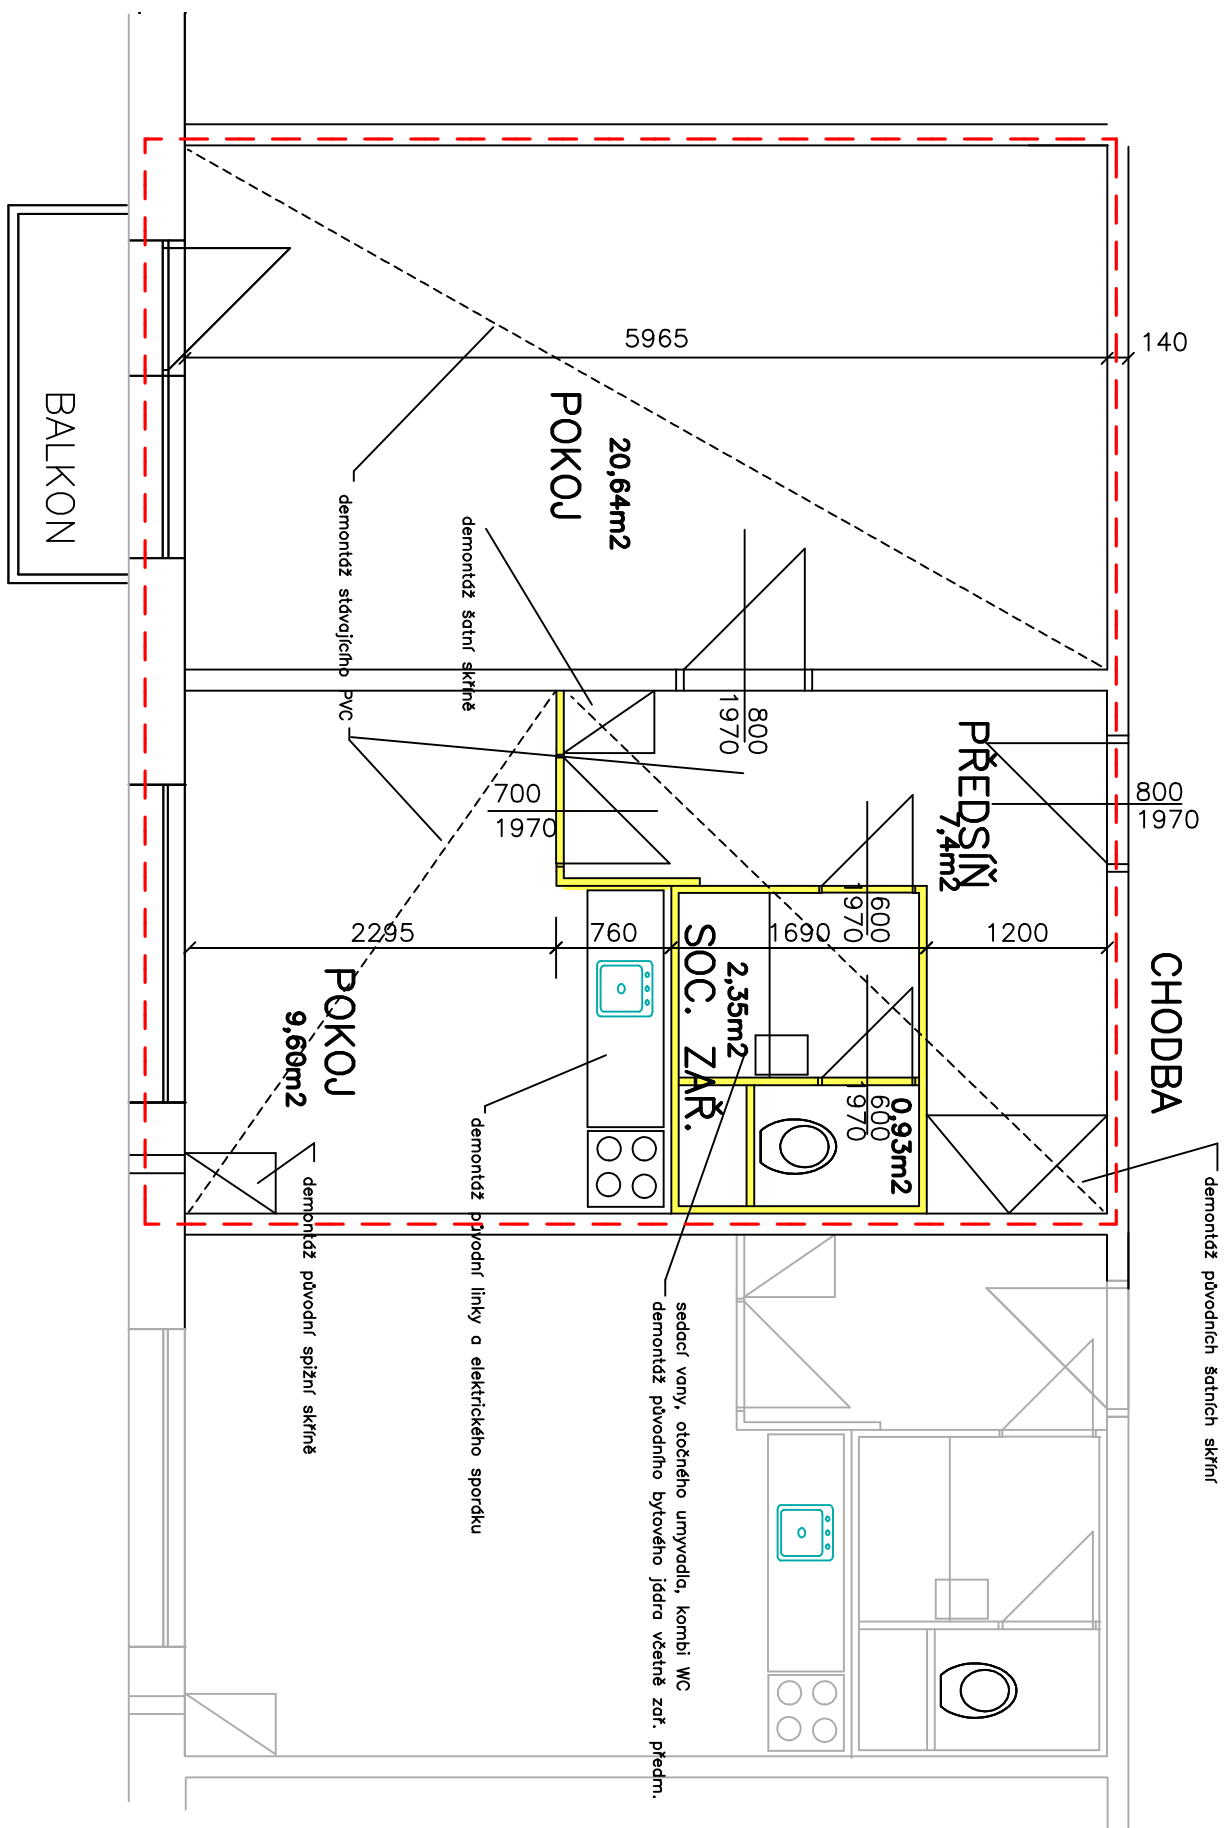 BALKON
5965
140
POKOJ
20,64m2
demontáž stávajícího PVC
demontáž šatní skříně
800
1970
PŘEDSÍŇ
7,4m2
800
1970
700
1970
600
1970
2295
760
1690
1200
CHODBA
SOC. ZAŘ.
2,35m2
POKOJ
9,60m2
600
1970
0,93m2
demontáž původní spižní skříně
demontáž původní linky a elektrického sporáku
demontáž původního bytového jádra včetně zař. předm.
sedací vany, otočného umyvadla, kombi WC
demontáž původních šatních skříní